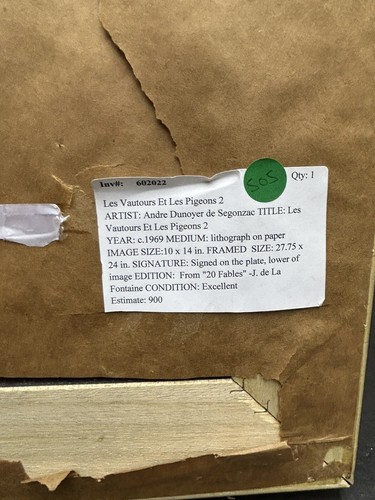 Inv#: 602022 505 Qty: 1
Les Vautours Et Les Pigeons 2
ARTIST: Andre Dunoyer de Segonzac TITLE: Les
Vautours Et Les Pigeons 2
YEAR: c.1969 MEDIUM: lithograph on paper
IMAGE SIZE:10 x 14 in. FRAMED SIZE: 27.75 x
24 in. SIGNATURE: Signed on the plate, lower of
image EDITION: From "20 Fables" -J. de La
Fontaine CONDITION: Excellent
Estimate: 900